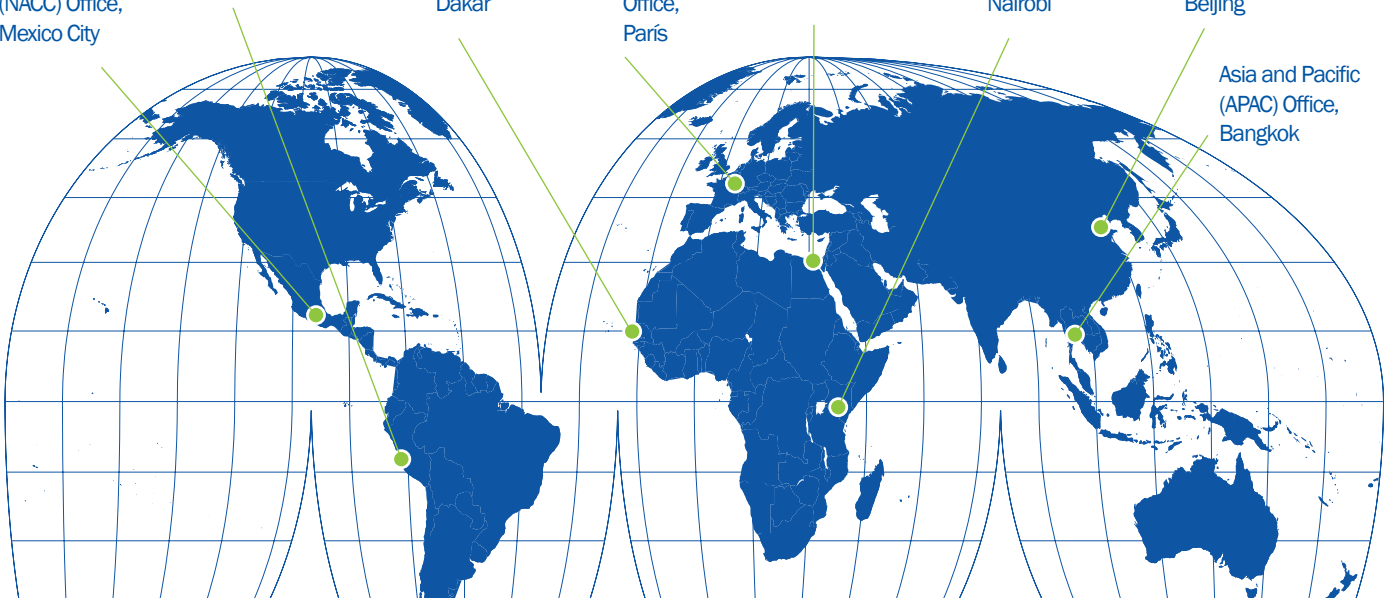 (NACC) Office,
Mexico City
Dakar
Office,
París
Nairobi
Beijing
Asia and Pacific
(APAC) Office,
Bangkok